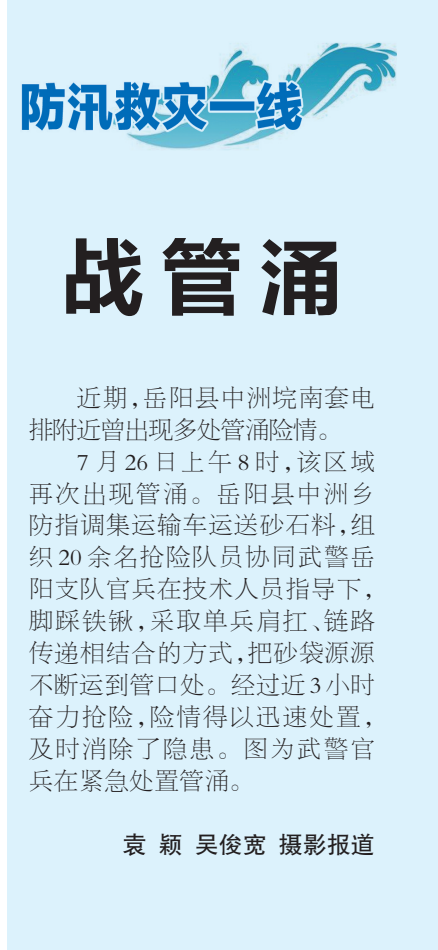 防汛救灾一线
战管涌
近期,岳阳县中洲垸南套电
排附近曾出现多处管涌险情。
7月26日上午8时,该区域
再次出现管涌。岳阳县中洲乡
防指调集运输车运送砂石料,组
织20余名抢险队员协同武警岳
阳支队官兵在技术人员指导下,
脚踩铁锹,采取单兵肩扛、链路
传递相结合的方式,把砂袋源源
不断运到管口处。经过近3小时
奋力抢险,险情得以迅速处置,
及时消除了隐患。图为武警官
兵在紧急处置管涌。
袁 颖 吴俊宽 摄影报道